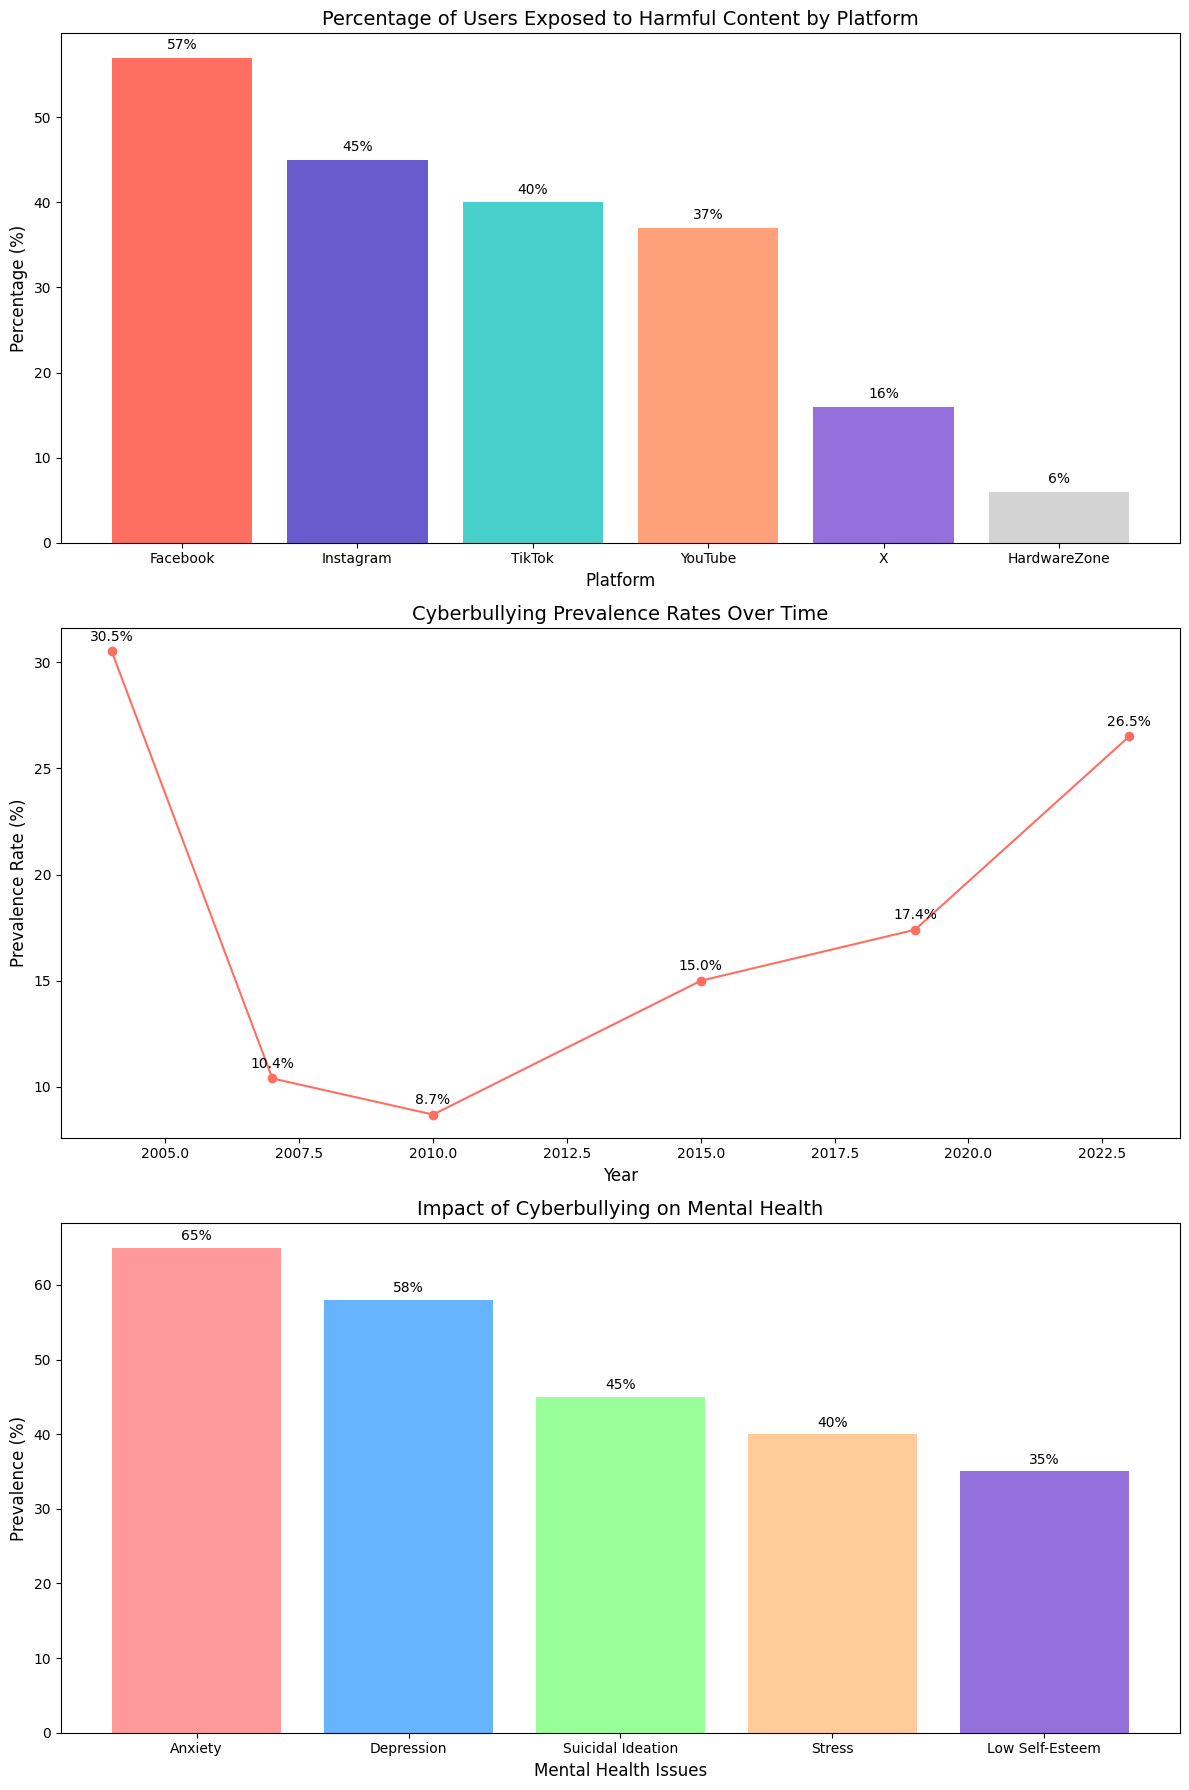 Percentage of Users Exposed to Harmful Content by Platform
57%
45%
40%
37%
16%
6%
50
40
30
20
10
0
Percentage (%)
Facebook Instagram TikTok YouTube X HardwareZone
Platform
Cyberbullying Prevalence Rates Over Time
30.5%
10.4%
8.7%
15.0%
17.4%
26.5%
30
25
20
15
10
Prevalence Rate (%)
2005.0 2007.5 2010.0 2012.5 2015.0 2017.5 2020.0 2022.5
Year
Impact of Cyberbullying on Mental Health
65%
58%
45%
40%
35%
60
50
40
30
20
10
0
Prevalence (%)
Anxiety Depression Suicidal Ideation Stress Low Self-Esteem
Mental Health Issues